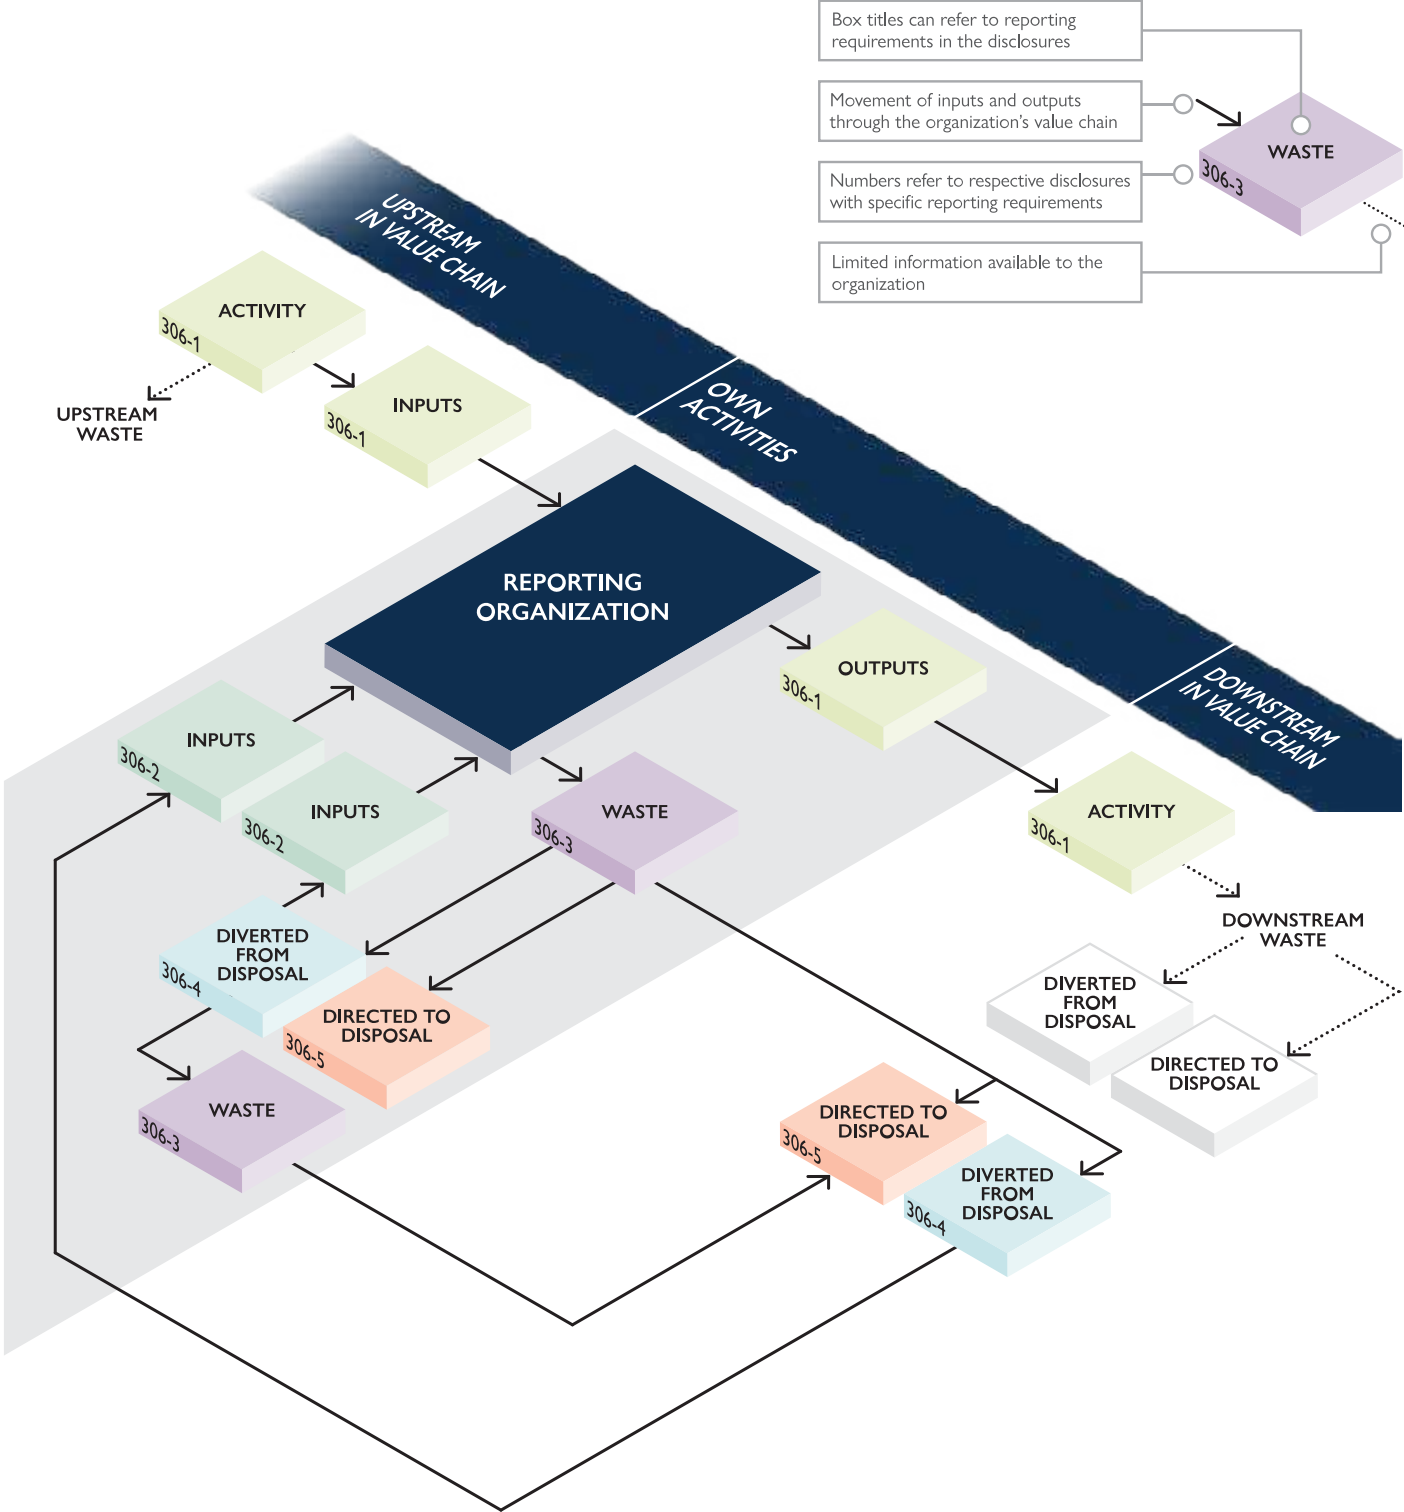 Box titles can refer to reporting
requirements in the disclosures
Movement of inputs and outputs
through the organization's value chain
Numbers refer to respective disclosures
with specific reporting requirements
Limited information available to the
organization
WASTE
306-3
UPSTREAM
IN VALUE CHAIN
OWN
ACTIVITIES
DOWNSTREAM
IN VALUE CHAIN
ACTIVITY
306-1
UPSTREAM
WASTE
INPUTS
306-1
REPORTING
ORGANIZATION
OUTPUTS
306-1
INPUTS
306-2
INPUTS
306-2
WASTE
306-3
ACTIVITY
306-1
DIVERTED
FROM
DISPOSAL
306-4
DIRECTED TO
DISPOSAL
306-5
WASTE
306-3
DOWNSTREAM
WASTE
DIVERTED
FROM
DISPOSAL
DIRECTED TO
DISPOSAL
DIRECTED TO
DISPOSAL
306-5
DIVERTED
FROM
DISPOSAL
306-4